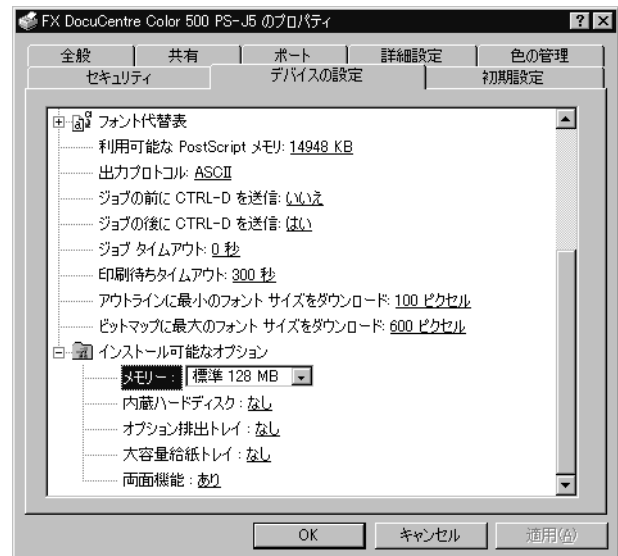 FX DocuCentre Color 500 PS-J5 のプロパティ
全般 共有 ポート 詳細設定 色の管理
セキュリティ デバイスの設定 初期設定
フォント代替表
利用可能な PostScript メモリ: 14948 KB
出力プロトコル: ASCII
ジョブの前に CTRL-D を送信: いいえ
ジョブの後に CTRL-D を送信: はい
ジョブ タイムアウト: 0 秒
印刷待ちタイムアウト: 300 秒
アウトラインに最小のフォント サイズをダウンロード: 100 ピクセル
ビットマップに最大のフォント サイズをダウンロード: 600 ピクセル
インストール可能なオプション
メモリー : 標準 128 MB
内蔵ハードディスク : なし
オプション排出トレイ : なし
大容量給紙トレイ : なし
両面機能 : あり
OK キャンセル 適用(A)